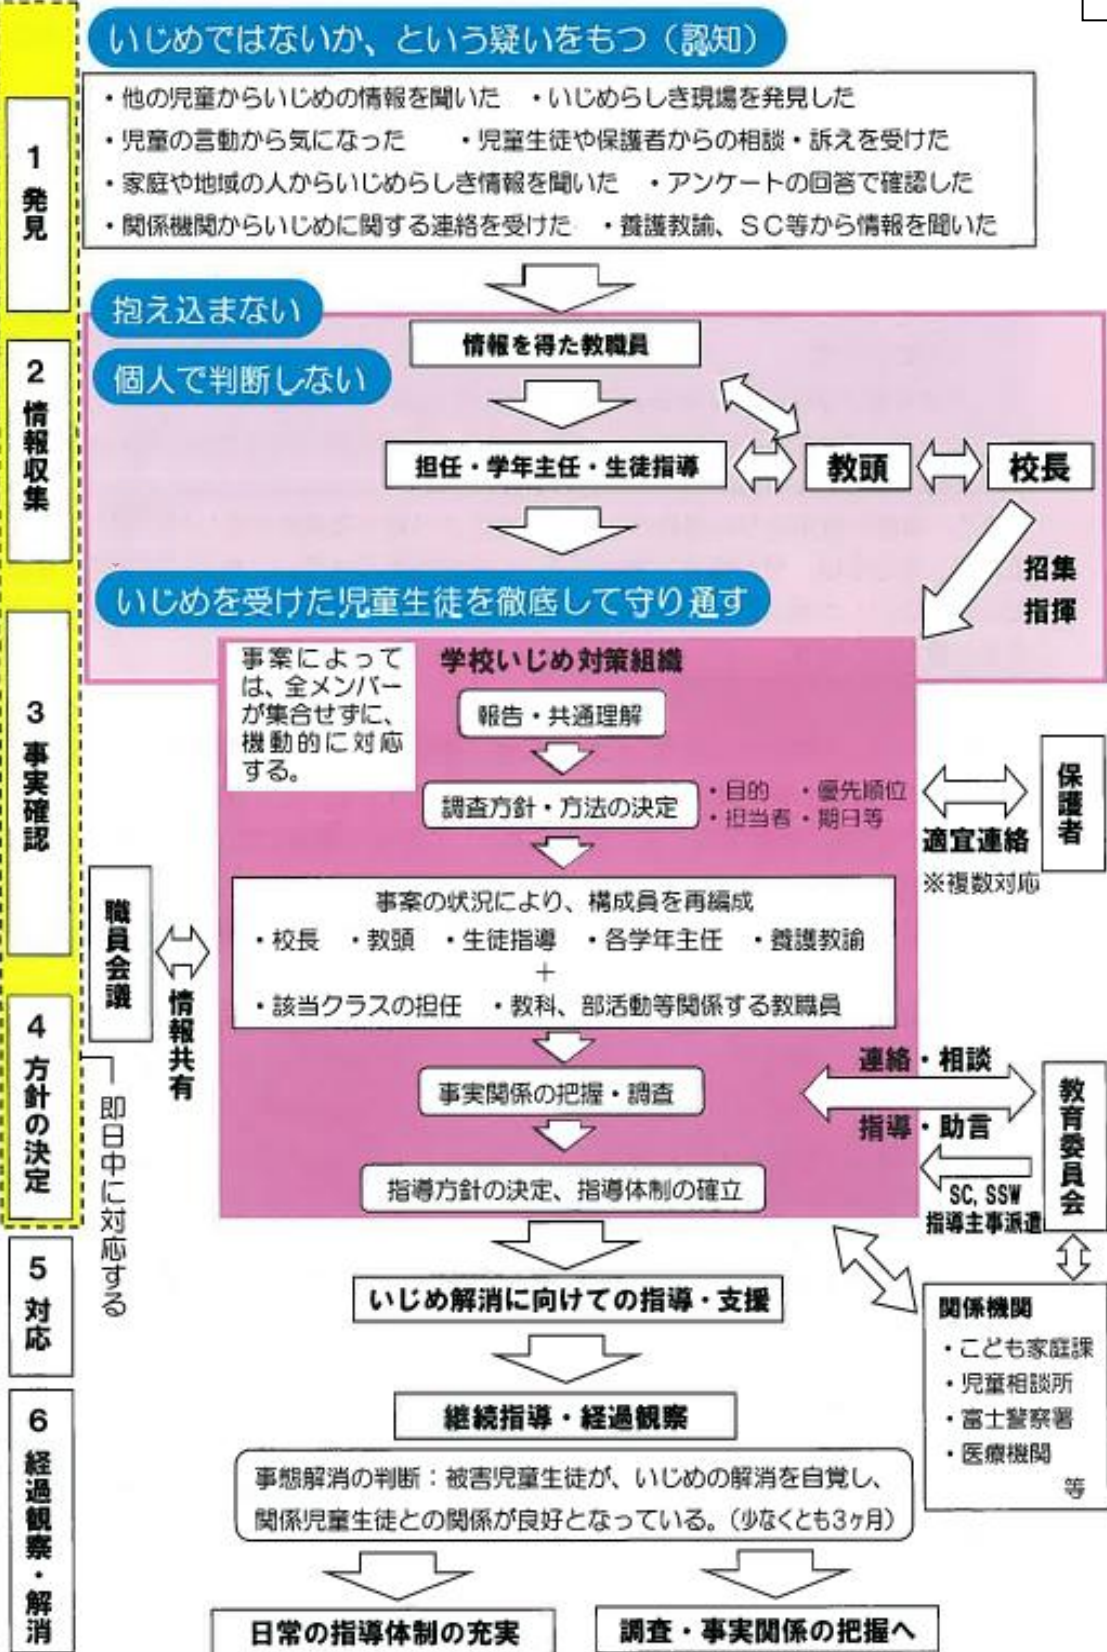 いじめではないか、という疑いをもつ（認知）
1 発見
・他の児童からいじめの情報を聞いた ・いじめらしき現場を発見した
・児童の言動から気になった ・児童生徒や保護者からの相談・訴えを受けた
・家庭や地域の人からいじめらしき情報を聞いた ・アンケートの回答で確認した
・関係機関からいじめに関する連絡を受けた ・養護教諭、ＳＣ等から情報を聞いた
抱え込まない
個人で判断しない
2 情報収集
情報を得た教職員
担任・学年主任・生徒指導
教頭
校長
招集
指揮
いじめを受けた児童生徒を徹底して守り通す
3 事実確認
事案によって
は、全メンバー
が集合せずに、
機動的に対応
する。
学校いじめ対策組織
報告・共通理解
調査方針・方法の決定
・目的 ・優先順位
・担当者 ・期日等
保護者
適宜連絡
※複数対応
事案の状況により、構成員を再編成
・校長 ・教頭 ・生徒指導 ・各学年主任 ・養護教諭
＋
・該当クラスの担任 ・教科、部活動等関係する教職員
職員会議
情報共有
4 方針の決定
即日中に対応する
事実関係の把握・調査
連絡・相談
指導・助言
教育委員会
SC, SSW
指導主事派遣
指導方針の決定、指導体制の確立
5 対応
いじめ解消に向けての指導・支援
関係機関
・こども家庭課
・児童相談所
・富士警察署
・医療機関
等
6 経過観察・解消
継続指導・経過観察
事態解消の判断：被害児童生徒が、いじめの解消を自覚し、
関係児童生徒との関係が良好となっている。（少なくとも3ヶ月）
日常の指導体制の充実
調査・事実関係の把握へ